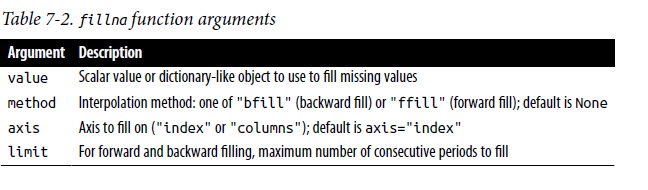 Table 7-2. fillna function arguments
Argument Description
value Scalar value or dictionary-like object to use to fill missing values
method Interpolation method: one of "bfill" (backward fill) or "ffill" (forward fill); default is None
axis Axis to fill on ("index" or "columns"); default is axis="index"
limit For forward and backward filling, maximum number of consecutive periods to fill